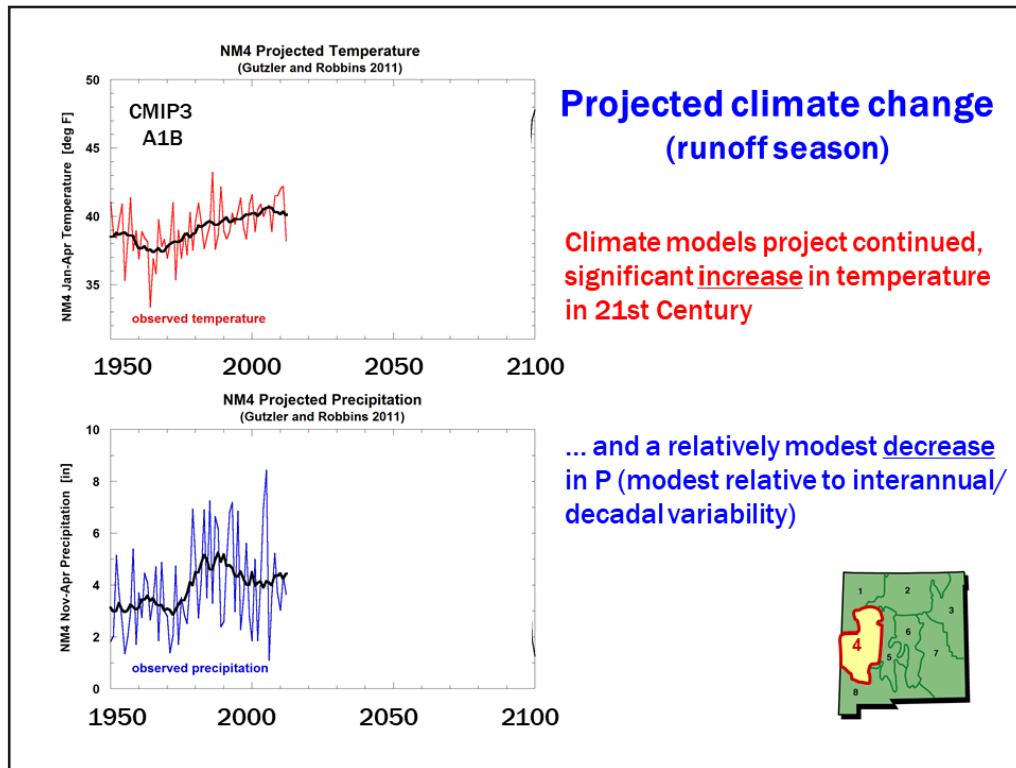 NM4 Projected Temperature
(Gutzler and Robbins 2011)
50
45
40
35
NM4 Jan-Apr Temperature [deg F]
CMIP3
A1B
observed temperature
1950
2000
2050
2100
Projected climate change
(runoff season)
Climate models project continued,
significant increase in temperature
in 21st Century
NM4 Projected Precipitation
(Gutzler and Robbins 2011)
10
8
6
4
2
0
NM4 Nov-Apr Precipitation [in]
observed precipitation
1950
2000
2050
2100
... and a relatively modest decrease
in P (modest relative to interannual/
decadal variability)
1
2
3
4
5
6
7
8